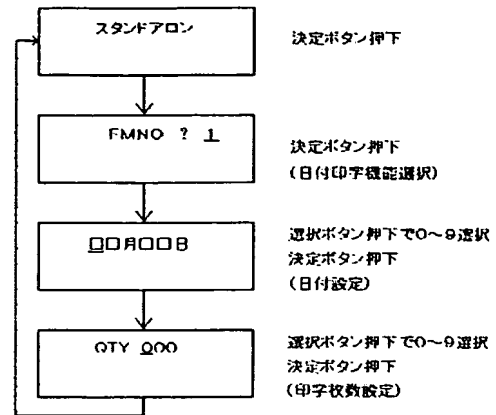 スタンドアロン
決定ボタン押下
FMNO ? 1
決定ボタン押下
(日付印字機能選択)
□□月□□日
選択ボタン押下で0~9選択
決定ボタン押下
(日付設定)
QTY 000
選択ボタン押下で0~9選択
決定ボタン押下
(印字枚数設定)